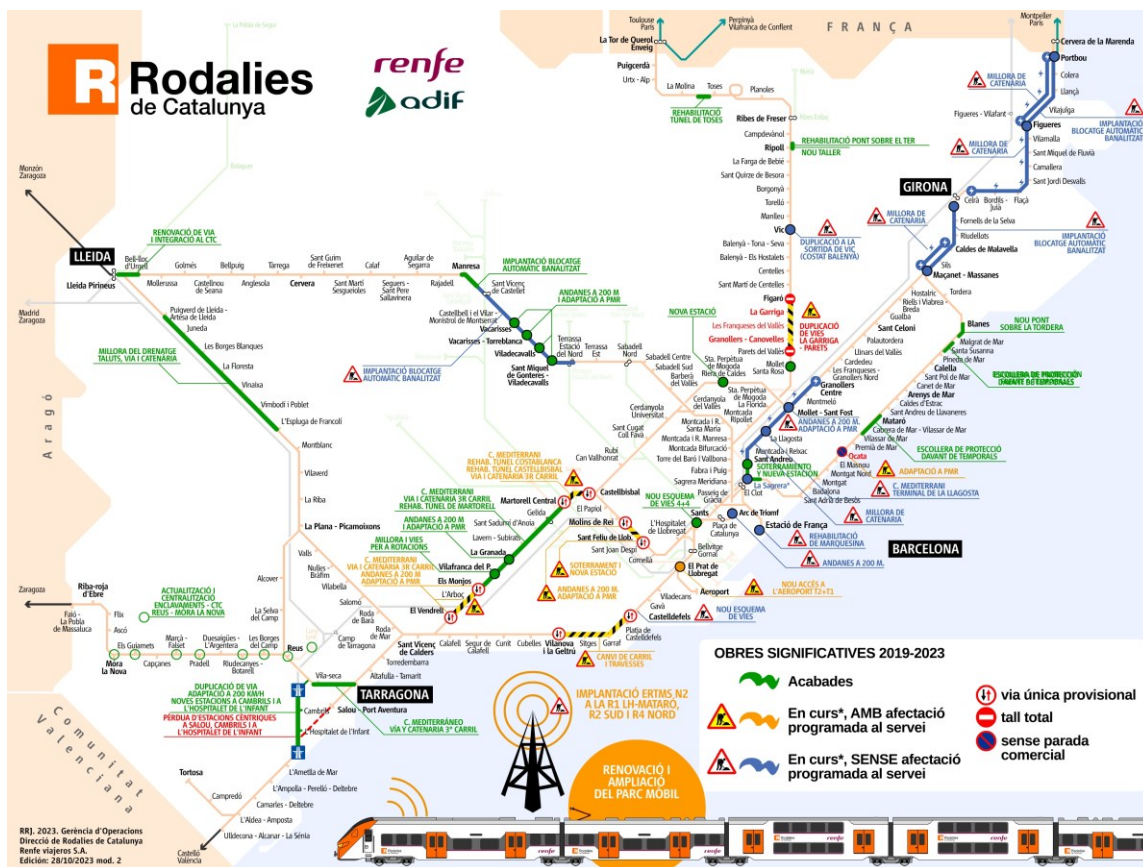 Rodalies
de Catalunya
renfe
adif
FRANÇA
Toulouse
Paris
Perpinyà
Vilafranca de Conflent
Montpeller
Paris
La Tor de Querol
Enveig
Puigcerdà
Urtx - Alp
La Molina
Toses
Planoles
REHABILITACIÓ
TÚNEL DE TOSES
Ribes de Freser
Campdevànol
Ripoll
REHABILITACIÓ PONT SOBRE EL TER
NOU TALLER
La Farga de Bebié
Sant Quirze de Besora
Borgonyà
Torelló
Manlleu
Vic
DUPLICACIÓ A LA
SORTIDA DE VIC
(COSTAT BALENYÀ)
Balenyà - Tona - Seva
Balenyà - Els Hostalets
Centelles
Sant Martí de Centelles
Figaró
La Garriga
Les Franqueses del Vallès
Granollers - Canovelles
Parets del Vallès
Mollet
Santa Rosa
DUPLICACIÓ
DE VIES
LA GARRIGA -
PARETS
Cervera de la Marenda
Portbou
Colera
Llançà
Vilajuïga
Figueres
Figueres - Vilafant
Vilamalla
Sant Miquel de Fluvià
Camallera
Sant Jordi Desvalls
Flaçà
Bordils -
Juià
Celrà
MILLORA DE
CATENÀRIA
IMPLANTACIÓ
BLOCATGE AUTOMÀTIC
BANALITZAT
MILLORA DE
CATENÀRIA
GIRONA
MILLORA DE
CATENÀRIA
Fornells de la Selva
Riudellots
Caldes de Malavella
IMPLANTACIÓ
BLOCATGE AUTOMÀTIC
BANALITZAT
Sils
Maçanet - Massanes
Hostalric
Riells i Viabrea -
Breda
Gualba
Sant Celoni
Palautordera
Llinars del Vallès
Cardedeu
Les Franqueses -
Granollers Nord
Granollers
Centre
Montmeló
Mollet - Sant Fost
ANDANES A 200 M.
ADAPTACIÓ A PMR
La Llagosta
Montcada i Reixac
Sant Andreu
SOTERRAMIENTO
Y NUEVA ESTACIÓN
La Sagrera*
El Clot
Tordera
Blanes
NOU PONT
SOBRE LA TORDERA
Malgrat de Mar
Santa Susanna
Pineda de Mar
Calella
ESCOLLERA DE PROTECCIÓ
DAVANT DE TEMPORALS
Sant Pol de Mar
Canet de Mar
Arenys de Mar
Caldes d'Estrac
Sant Andreu de Llavaneres
Mataró
ESCOLLERA DE PROTECCIÓ
DAVANT DE TEMPORALS
Cabrera de Mar - Vilassar de Mar
Vilassar de Mar
Premià de Mar
Ocata
ADAPTACIÓ A PMR
El Masnou
Montgat Nord
Montgat
Badalona
Sant Adrià de Besòs
C. MEDITERRANI
TERMINAL DE LA LLAGOSTA
MILLORA DE
CATENÀRIA
Arc de Triomf
Estació de França
REHABILITACIÓ
DE MARQUESINA
BARCELONA
ANDANES A 200 M.
Plaça de
Catalunya
Passeig de
Gràcia
Sants
NOU ESQUEMA
DE VIES 4+4
L'Hospitalet
de Llobregat
Bellvitge
Gornal
El Prat de
Llobregat
Aeroport
NOU ACCÉS A
L'AEROPORT T2+T1
Viladecans
Gavà
Castelldefels
NOU ESQUEMA
DE VIES
Platja de
Castelldefels
Garraf
Sitges
CANVI DE CARRIL
I TRAVESSES
Vilanova
i la Geltrú
Cubelles
Cunit
Segur de
Calafell
Calafell
Sant Vicenç
de Calders
Monzón
Zaragoza
LLEIDA
Lleida Pirineus
RENOVACIÓ DE VIA
I INTEGRACIÓ AL CTC
Bell-lloc
d'Urgell
Mollerussa
Golmés
Castellnou
de Seana
Bellpuig
Anglesola
Tàrrega
Cervera
Sant Guim
de Freixenet
Sant Martí
Sesgueioles
Calaf
Seguers -
Sant Pere
Sallavinera
Aguilar de
Segarra
Rajadell
Manresa
IMPLANTACIÓ BLOCATGE
AUTOMÀTIC BANALITZAT
Sant Vicenç
de Castellet
Castellbell i el Vilar -
Monistrol de Montserrat
Vacarisses
Vacarisses - Torreblanca
Viladecavalls
Sant Miquel
de Gonteres -
Viladecavalls
ANDANES A 200 M
I ADAPTACIÓ A PMR
IMPLANTACIÓ BLOCATGE
AUTOMÀTIC BANALITZAT
Terrassa
Estació
del Nord
Terrassa
Est
Sabadell
Nord
Sabadell Centre
Sabadell Sud
Barberà
del Vallès
NOVA ESTACIÓ
Sta. Perpètua
de Mogoda
Riera de Caldes
Sta. Perpètua
de Mogoda
La Florida
Cerdanyola
del Vallès
Montcada
Ripollet
Cerdanyola
Universitat
Montcada i R.
Santa Maria
Montcada i R. Manresa
Montcada Bifurcació
Torre del Baró | Vallbona
Fabra i Puig
Sagrera Meridiana
Sant Cugat
Coll Favà
Rubí
Can Vallhonrat
Madrid
Zaragoza
Puigverd de Lleida -
Artesa de Lleida
Juneda
Les Borges Blanques
MILLORA DEL DRENATGE
TALUTS, VIA I CATENÀRIA
La Floresta
Vinaixa
Vimbodí i Poblet
L'Espluga de Francolí
Montblanc
Vilaverd
La Riba
La Plana - Picamoixons
Valls
Alcover
Nulles -
Bràfim
Vilabella
La Selva
del Camp
Salomó
Roda de
Barà
Roda
de Mar
Camp
de Tarragona
Aragó
C. MEDITERRANI
REHAB. TÚNEL COSTABLANCA
REHAB. TÚNEL CASTELLBISBAL
VIA I CATENÀRIA 3R CARRIL
C. MEDITERRANI
VIA I CATENÀRIA 3R CARRIL
REHAB. TÚNEL DE MARTORELL
Martorell Central
Castellbisbal
El Papiol
Gelida
Molins de Rei
Sant Feliu de Llob.
Sant Joan Despí
Cornellà
SOTERRAMENT I
NOVA ESTACIÓ
ANDANES A 200 M.
ADAPTACIÓ A PMR
ANDANES A 200 M
I ADAPTACIÓ A PMR
Sant Sadurní d'Anoia
Lavern - Subirats
MILLORA I VIES
PER A ROTACIONS
La Granada
Vilafranca del P.
C. MEDITERRANI
VIA I CATENÀRIA 3R CARRIL
ANDANES A 200 M
ADAPTACIÓ A PMR
Els Monjos
L'Arboç
El Vendrell
Zaragoza
Riba-roja
d'Ebre
Flix
Faió -
La Pobla
de Massaluca
Ascó
ACTUALITZACIÓ I
CENTRALITZACIÓ
ENCLAVAMENTS - CTC
REUS - MÓRA LA NOVA
Els Guiamets
Marçà -
Falset
Duesaigües -
L'Argentera
Les Borges
del Camp
Móra
la Nova
Capçanes
Pradell
Riudecanyes -
Botarell
Reus
Vila-seca
Torredembarra
Altafulla - Tamarit
TARRAGONA
DUPLICACIÓ DE VIA
ADAPTACIÓ A 200 KM/H
NOVES ESTACIONS A CAMBRILS I A
L'HOSPITALET DE L'INFANT
PÈRDUA D'ESTACIONS CÈNTRIQUES
A SALOU, CAMBRILS I A
L'HOSPITALET DE L'INFANT
Cambrils
Salou - Port Aventura
Hospitalet de l'Infant
C. MEDITERRÁNEO
VÍA Y CATENARIA 3º CARRIL
L'Ametlla de Mar
L'Ampolla - Perelló - Deltebre
Camarles - Deltebre
L'Aldea - Amposta
Ulldecona - Alcanar - La Sénia
Tortosa
Campredó
Castelló
València
Comunitat
Valenciana
IMPLANTACIÓ ERTMS N2
A LA R1 LH-MATARÓ,
R2 SUD I R4 NORD
RENOVACIÓ I
AMPLIACIÓ
DEL PARC MÒBIL
OBRES SIGNIFICATIVES 2019-2023
Acabades
En curs*, AMB afectació
programada al servei
En curs*, SENSE afectació
programada al servei
via única provisional
tall total
sense parada
comercial
RRJ. 2023. Gerència d'Operacions
Direcció de Rodalies de Catalunya
Renfe viajeros S.A.
Edición: 28/10/2023 mod. 2
renfe
renfe
renfe